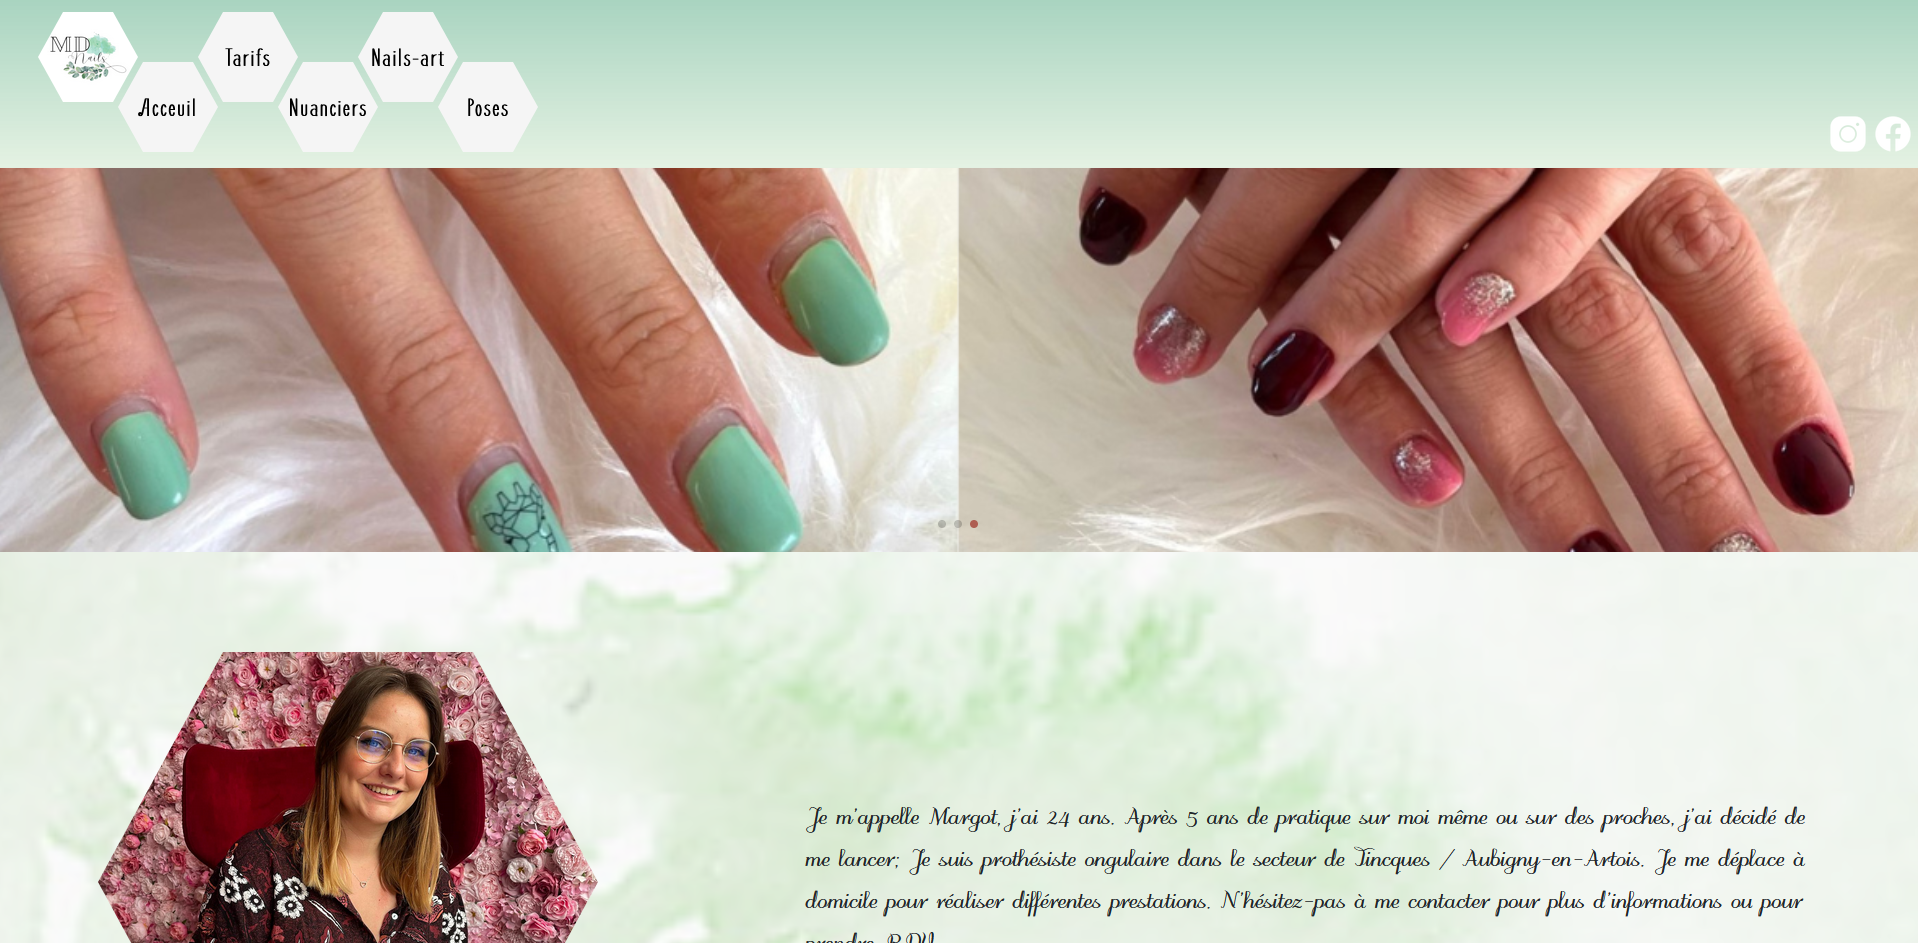 MD
Nails
Tarifs
Nails-art
Acceuil
Nuanciers
Poses
Je m'appelle Margot, j'ai 24 ans. Après 5 ans de pratique sur moi même ou sur des proches, j'ai décidé de
me lancer; Je suis prothésiste ongulaire dans le secteur de Tincques / Aubigny-en-Artois. Je me déplace à
domicile pour réaliser différentes prestations. N'hésitez-pas à me contacter pour plus d'informations ou pour
prendre RDV